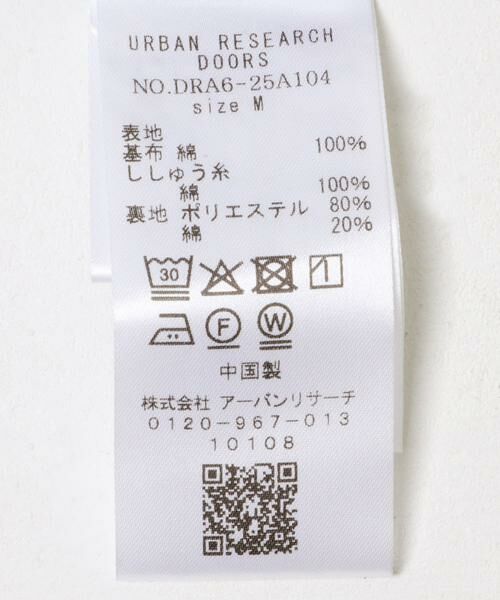 URBAN RESEARCH
DOORS
NO.DRA6-25A104
size M
表地
基布 綿 100%
ししゅう糸
綿 100%
裏地 ポリエステル 80%
綿 20%
30
F
W
中国製
株式会社 アーバンリサーチ
0120-967-013
10108